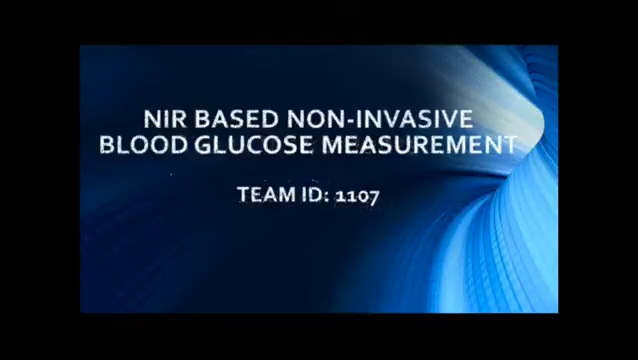 NIR BASED NON-INVASIVE
BLOOD GLUCOSE MEASUREMENT
TEAM ID: 1107